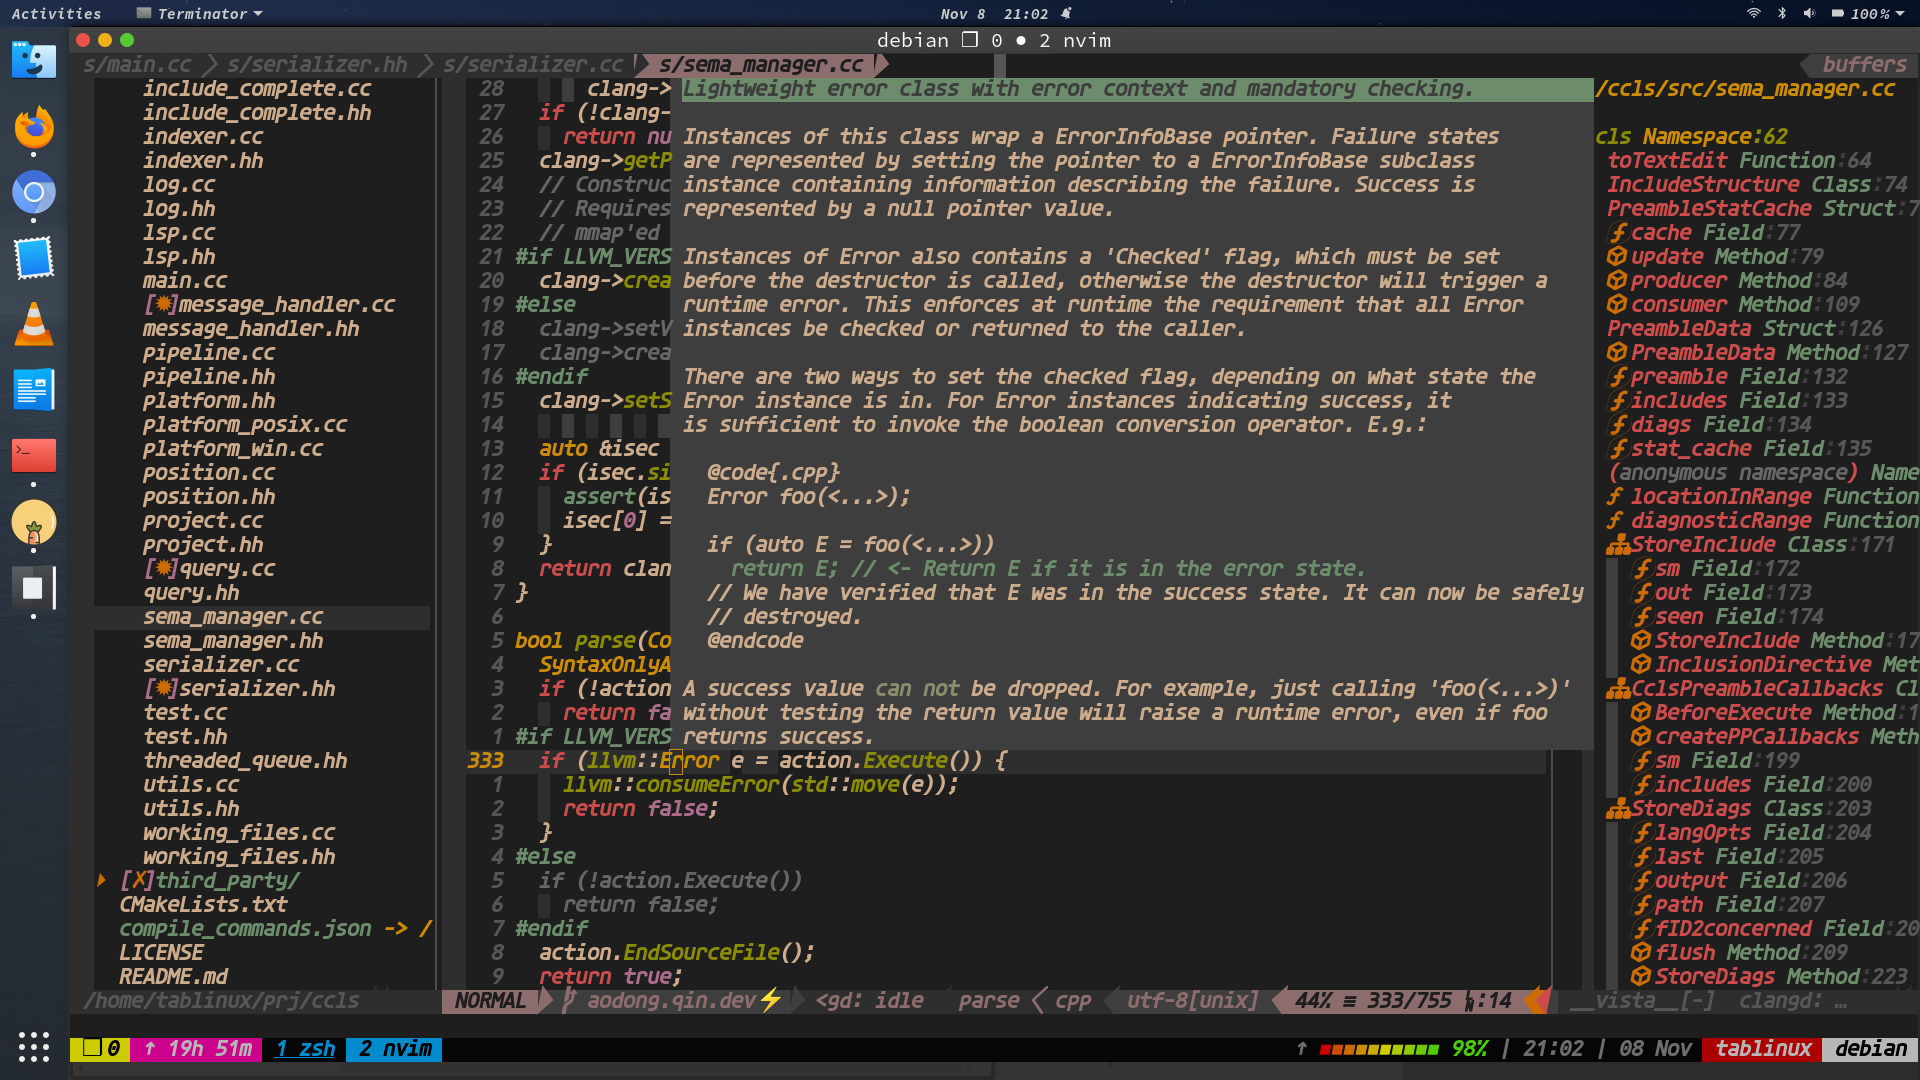 Activities Terminator Nov 8 21:02 100%
debian ❐ 0 ● 2 nvim
s/main.cc s/serializer.hh s/serializer.cc s/sema_manager.cc buffers
include_complete.cc
include_complete.hh
indexer.cc
indexer.hh
log.cc
log.hh
lsp.cc
lsp.hh
main.cc
[✹]message_handler.cc
message_handler.hh
pipeline.cc
pipeline.hh
platform.hh
platform_posix.cc
platform_win.cc
position.cc
position.hh
project.cc
project.hh
[✹]query.cc
query.hh
sema_manager.cc
sema_manager.hh
serializer.cc
[✹]serializer.hh
test.cc
test.hh
threaded_queue.hh
utils.cc
utils.hh
working_files.cc
working_files.hh
[✗]third_party/
CMakeLists.txt
compile_commands.json -> /
LICENSE
README.md
/home/tablinux/prj/ccls
28 clang->
27 if (!clang-
26 return nu
25 clang->getP
24 // Construc
23 // Requires
22 // mmap'ed
21 #if LLVM_VERS
20 clang->crea
19 #else
18 clang->setV
17 clang->crea
16 #endif
15 clang->setS
14
13 auto &isec
12 if (isec.si
11 assert(is
10 isec[0] =
9 }
8 return clan
7 }
6
5 bool parse(Co
4 SyntaxOnlyA
3 if (!action
2 return fa
1 #if LLVM_VERS
333 if (llvm::Error e = action.Execute()) {
1 llvm::consumeError(std::move(e));
2 return false;
3 }
4 #else
5 if (!action.Execute())
6 return false;
7 #endif
8 action.EndSourceFile();
9 return true;
Lightweight error class with error context and mandatory checking.
Instances of this class wrap a ErrorInfoBase pointer. Failure states
are represented by setting the pointer to a ErrorInfoBase subclass
instance containing information describing the failure. Success is
represented by a null pointer value.
Instances of Error also contains a 'Checked' flag, which must be set
before the destructor is called, otherwise the destructor will trigger a
runtime error. This enforces at runtime the requirement that all Error
instances be checked or returned to the caller.
There are two ways to set the checked flag, depending on what state the
Error instance is in. For Error instances indicating success, it
is sufficient to invoke the boolean conversion operator. E.g.:
@code{.cpp}
Error foo(<...>);
if (auto E = foo(<...>))
return E; // <- Return E if it is in the error state.
// We have verified that E was in the success state. It can now be safely
// destroyed.
@endcode
A success value can not be dropped. For example, just calling 'foo(<...>)'
without testing the return value will raise a runtime error, even if foo
returns success.
/ccls/src/sema_manager.cc
cls Namespace:62
toTextEdit Function:64
IncludeStructure Class:74
PreambleStatCache Struct:7
cache Field:77
update Method:79
producer Method:84
consumer Method:109
PreambleData Struct:126
PreambleData Method:127
preamble Field:132
includes Field:133
diags Field:134
stat_cache Field:135
(anonymous namespace) Name
locationInRange Function
diagnosticRange Function
StoreInclude Class:171
sm Field:172
out Field:173
seen Field:174
StoreInclude Method:17
InclusionDirective Met
CclsPreambleCallbacks Cl
BeforeExecute Method:1
createPPCallbacks Meth
sm Field:199
includes Field:200
StoreDiags Class:203
langOpts Field:204
last Field:205
output Field:206
path Field:207
fID2concerned Field:20
flush Method:209
StoreDiags Method:223
NORMAL aodong.qin.dev⚡ <gd: idle parse cpp utf-8[unix] 44% ≡ 333/755 :14 __vista__[-] clangd: …
❐ 0 ↑ 19h 51m 1 zsh 2 nvim ↑ 98% | 21:02 | 08 Nov tablinux debian